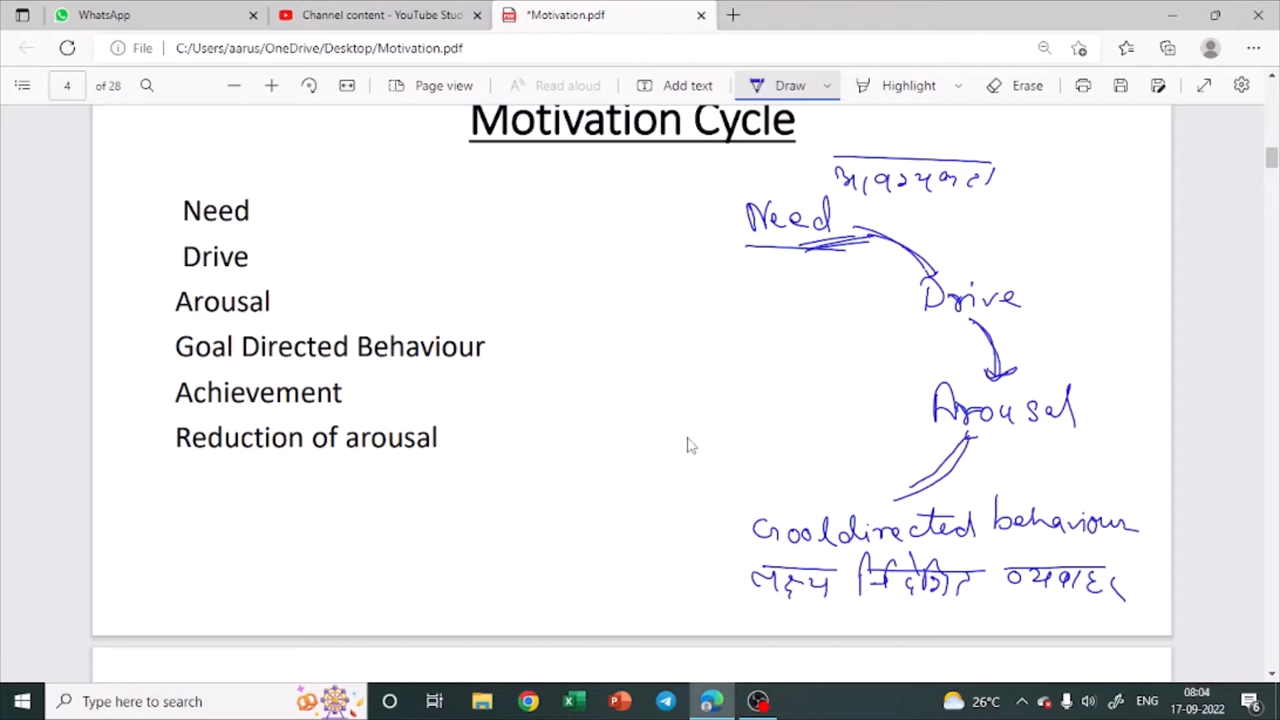 WhatsApp
Channel content - YouTube Stud
*Motivation.pdf
File
C:/Users/aarus/OneDrive/Desktop/Motivation.pdf
4 of 28
Page view
Read aloud
Add text
Draw
Highlight
Erase
Motivation Cycle
Need
Drive
Arousal
Goal Directed Behaviour
Achievement
Reduction of arousal
आवश्यकता
Need
Drive
Arousal
Goal directed behaviour
लक्ष्य निर्देशित व्यवहार
Type here to search
26°C
ENG
08:04
17-09-2022
6